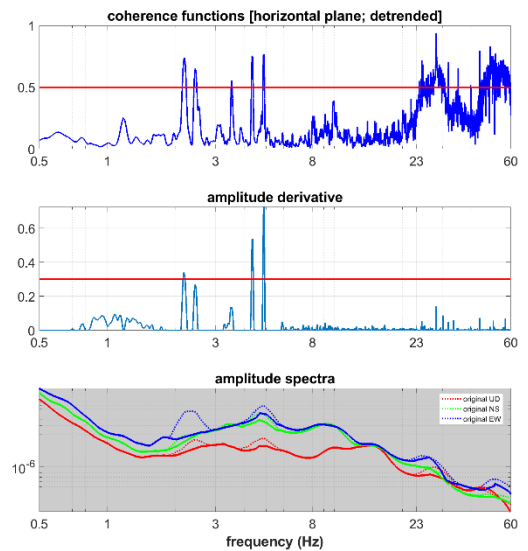 coherence functions [horizontal plane; detrended]
1
0.5
0
0.5 1 3 8 23 60
amplitude derivative
0.6
0.4
0.2
0
0.5 1 3 8 23 60
amplitude spectra
original UD
original NS
original EW
10-6
0.5 1 3 8 23 60
frequency (Hz)